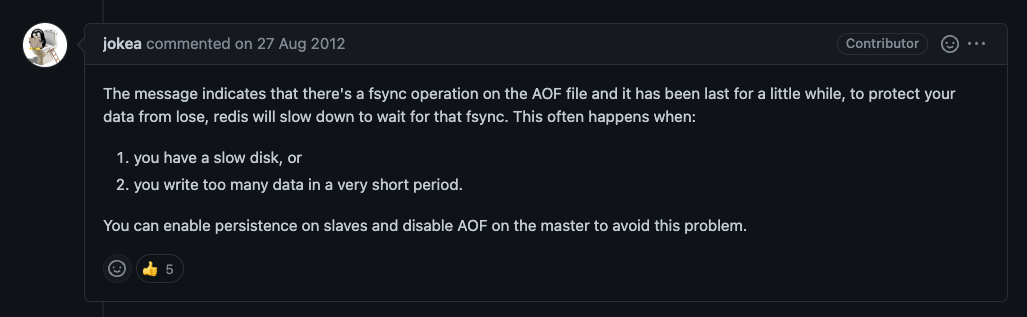 jokea commented on 27 Aug 2012
Contributor
The message indicates that there's a fsync operation on the AOF file and it has been last for a little while, to protect your
data from lose, redis will slow down to wait for that fsync. This often happens when:
1. you have a slow disk, or
2. you write too many data in a very short period.
You can enable persistence on slaves and disable AOF on the master to avoid this problem.
👍 5